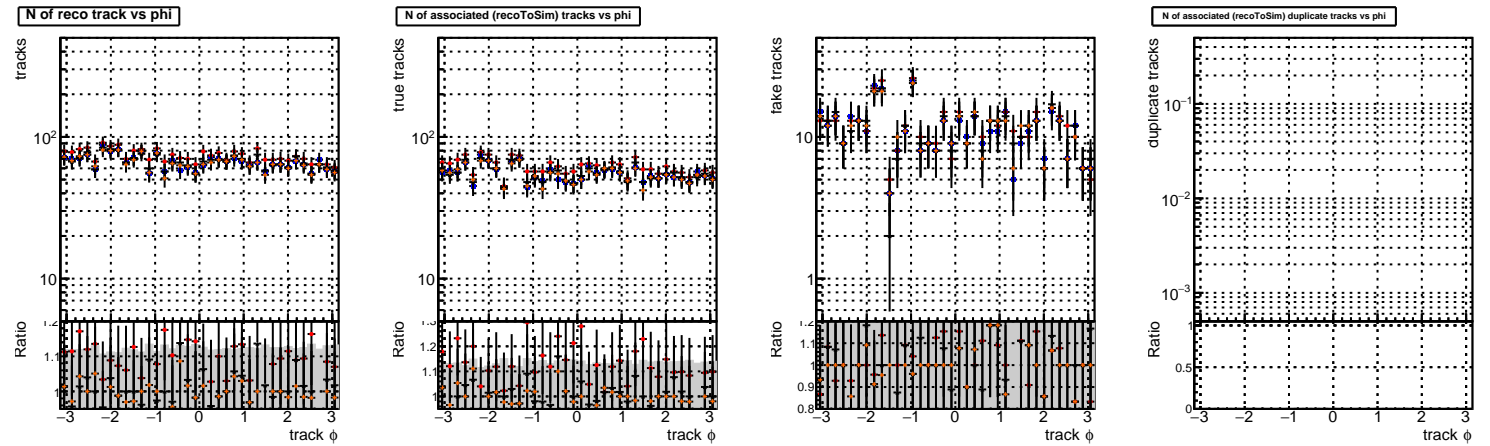 N of reco track vs phi
tracks
10²
10
Ratio
1.2
1.1
1
−3 −2 −1 0 1 2 3
track ϕ
N of associated (recoToSim) tracks vs phi
true tracks
10²
10
Ratio
1.3
1.2
1.1
1
−3 −2 −1 0 1 2 3
track ϕ
fake tracks
10
1
Ratio
1.2
1.1
1
0.9
0.8
−3 −2 −1 0 1 2 3
track ϕ
N of associated (recoToSim) duplicate tracks vs phi
duplicate tracks
10⁻¹
10⁻²
10⁻³
Ratio
1
0.5
0
−3 −2 −1 0 1 2 3
track ϕ